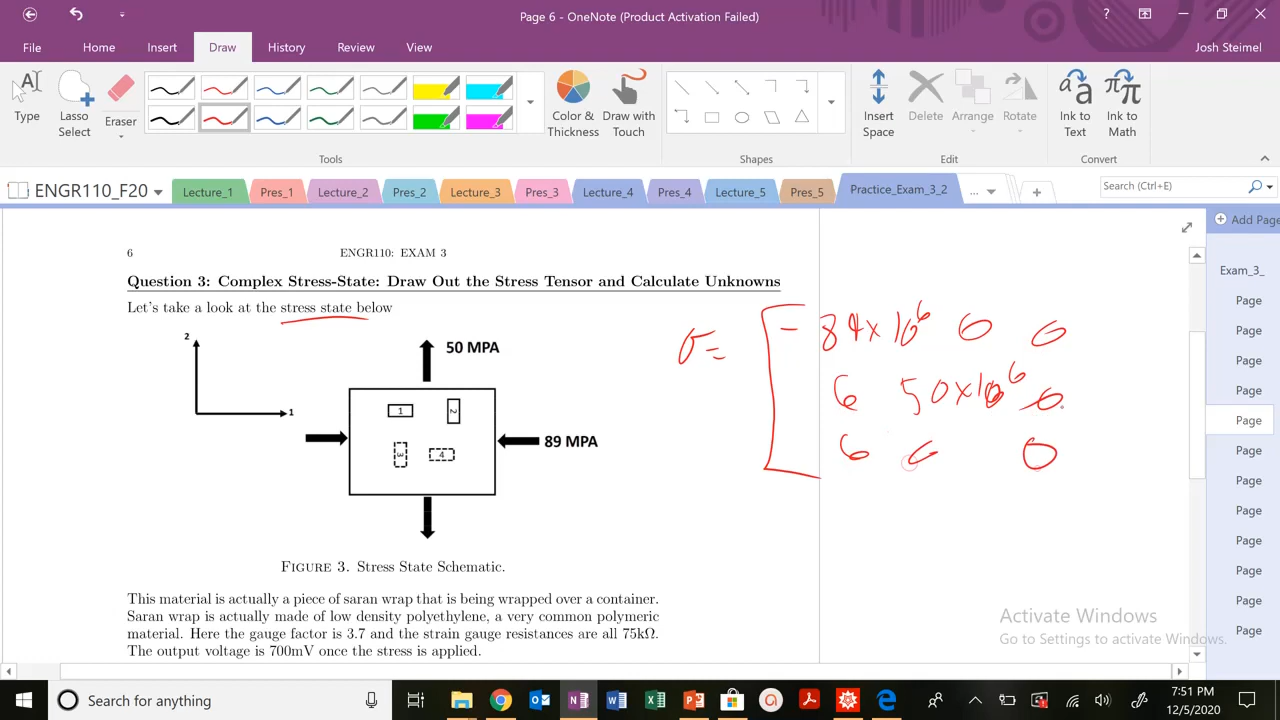 Page 6 - OneNote (Product Activation Failed)
?
File
Home
Insert
Draw
History
Review
View
Josh Steimel
Type
Lasso Select
Eraser
Color & Thickness
Draw with Touch
Insert Space
Delete
Arrange
Rotate
Ink to Text
Ink to Math
Tools
Shapes
Edit
Convert
ENGR110_F20
Lecture_1
Pres_1
Lecture_2
Pres_2
Lecture_3
Pres_3
Lecture_4
Pres_4
Lecture_5
Pres_5
Practice_Exam_3_2
...
Search (Ctrl+E)
Add Page
Exam_3_
Page
Page
Page
Page
Page
Page
Page
Page
Page
Page
Page
6 ENGR110: EXAM 3
Question 3: Complex Stress-State: Draw Out the Stress Tensor and Calculate Unknowns
Let's take a look at the stress state below
2
1
50 MPA
89 MPA
1
2
3
4
σ =
- 84 x 10^6 0 0
0 50 x 10^6 0
0 0 0
FIGURE 3. Stress State Schematic.
This material is actually a piece of saran wrap that is being wrapped over a container.
Saran wrap is actually made of low density polyethylene, a very common polymeric
material. Here the gauge factor is 3.7 and the strain gauge resistances are all 75kΩ.
The output voltage is 700mV once the stress is applied.
Activate Windows
Go to Settings to activate Windows.
Search for anything
7:51 PM
12/5/2020